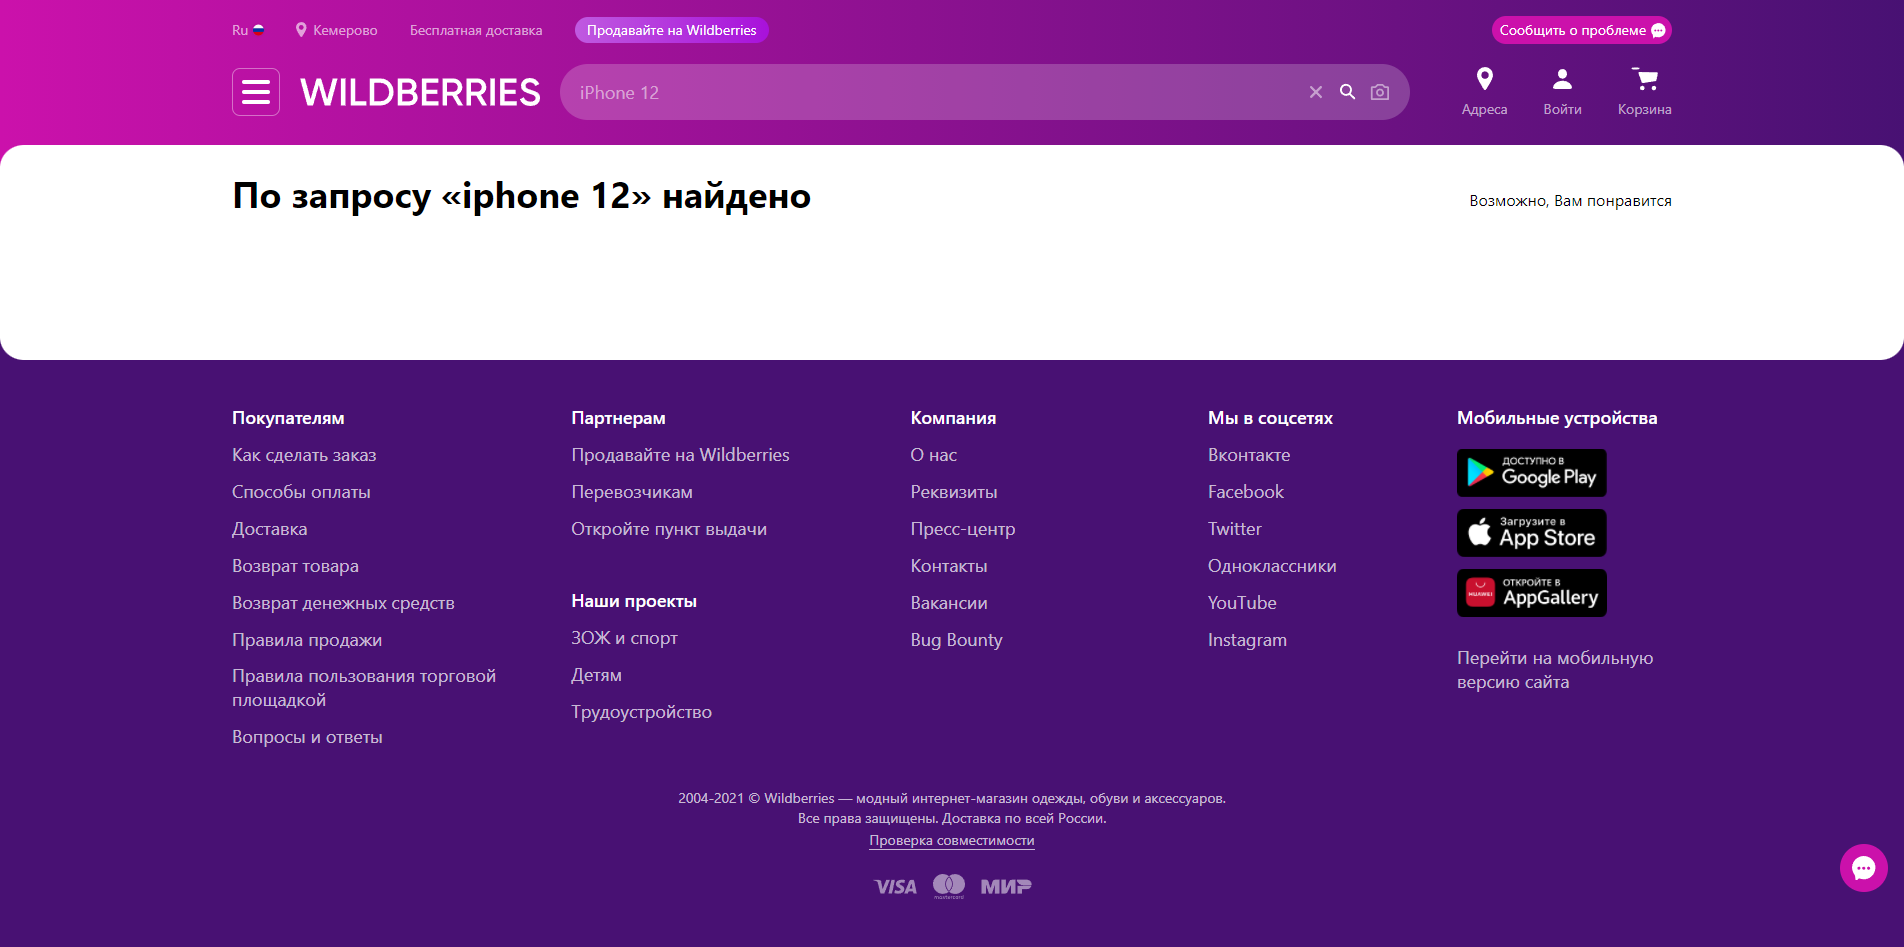 Ru
Кемерово
Бесплатная доставка
Продавайте на Wildberries
Сообщить о проблеме
WILDBERRIES
iPhone 12
Адреса
Войти
Корзина
По запросу «iphone 12» найдено
Возможно, Вам понравится
Покупателям
Как сделать заказ
Способы оплаты
Доставка
Возврат товара
Возврат денежных средств
Правила продажи
Правила пользования торговой
площадкой
Вопросы и ответы
Партнерам
Продавайте на Wildberries
Перевозчикам
Откройте пункт выдачи
Наши проекты
ЗОЖ и спорт
Детям
Трудоустройство
Компания
О нас
Реквизиты
Пресс-центр
Контакты
Вакансии
Bug Bounty
Мы в соцсетях
Вконтакте
Facebook
Twitter
Одноклассники
YouTube
Instagram
Мобильные устройства
ДОСТУПНО В
Google Play
Загрузите в
App Store
HUAWEI
ОТКРОЙТЕ В
AppGallery
Перейти на мобильную
версию сайта
2004-2021 © Wildberries — модный интернет-магазин одежды, обуви и аксессуаров.
Все права защищены. Доставка по всей России.
Проверка совместимости
VISA
mastercard
МИР